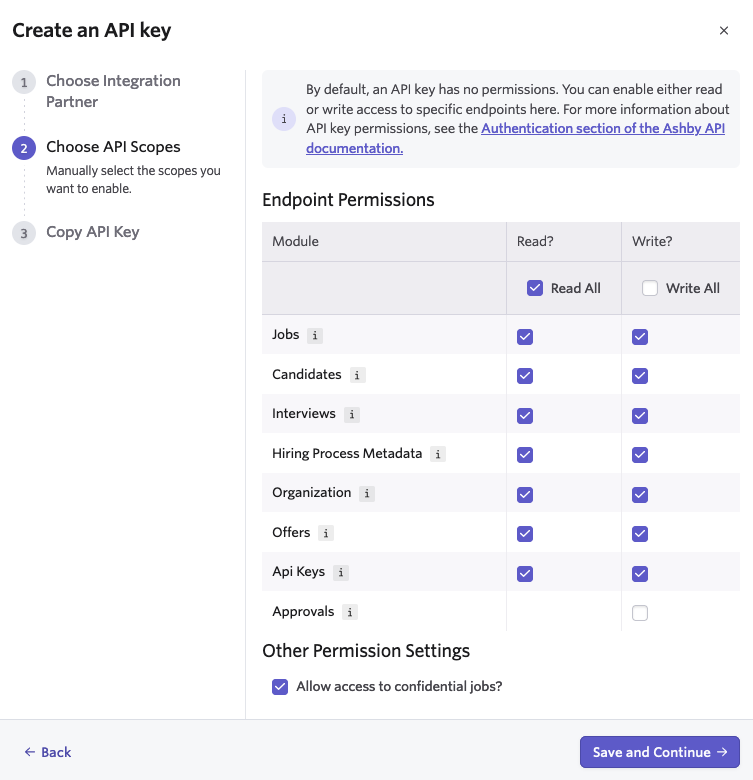 Create an API key
×
1
Choose Integration
Partner
2
Choose API Scopes
Manually select the scopes you
want to enable.
3
Copy API Key
i
By default, an API key has no permissions. You can enable either read
or write access to specific endpoints here. For more information about
API key permissions, see the Authentication section of the Ashby API
documentation.
Endpoint Permissions
Module Read? Write?
Read All Write All
Jobs i
Candidates i
Interviews i
Hiring Process Metadata i
Organization i
Offers i
Api Keys i
Approvals i
Other Permission Settings
Allow access to confidential jobs?
← Back
Save and Continue →